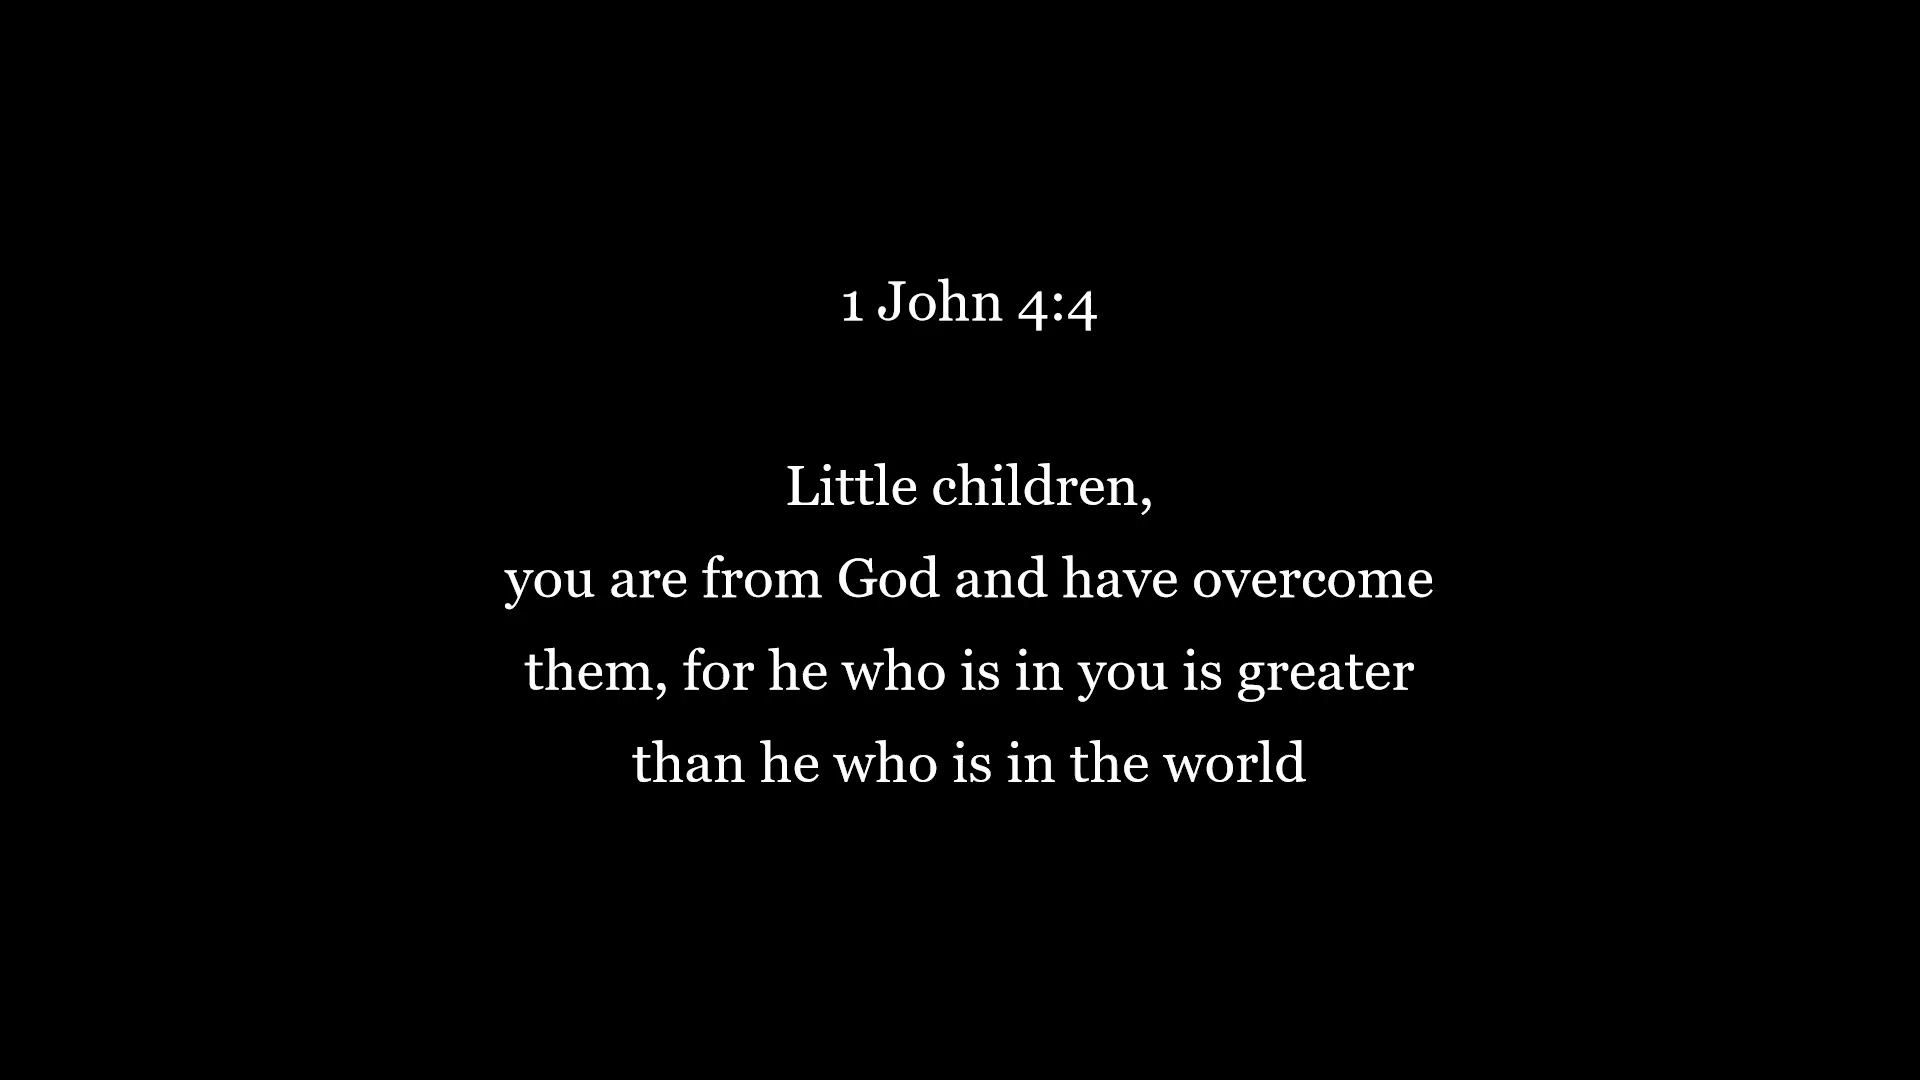 1 John 4:4
Little children,
you are from God and have overcome
them, for he who is in you is greater
than he who is in the world